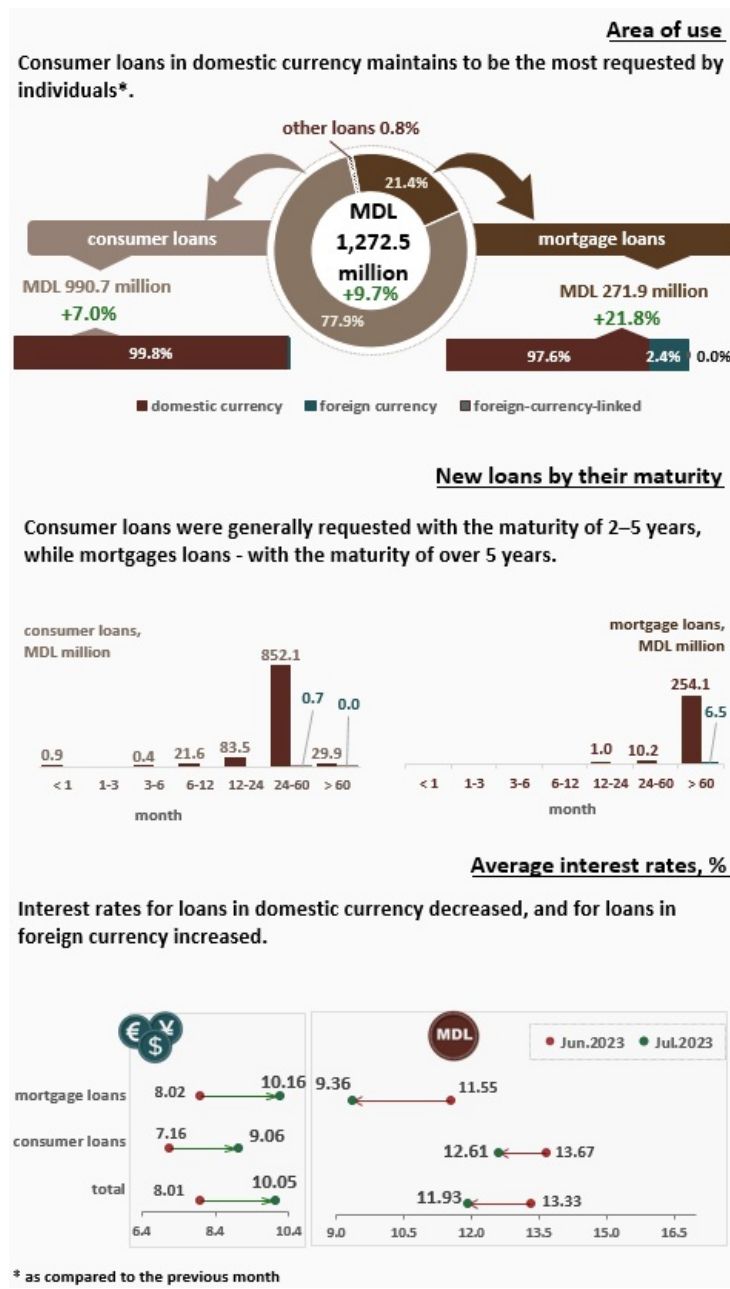 Area of use
Consumer loans in domestic currency maintains to be the most requested by
individuals*.
other loans 0.8%
21.4%
MDL
1,272.5
million
+9.7%
77.9%
consumer loans
MDL 990.7 million
+7.0%
99.8%
mortgage loans
MDL 271.9 million
+21.8%
97.6%
2.4%
0.0%
domestic currency
foreign currency
foreign-currency-linked
New loans by their maturity
Consumer loans were generally requested with the maturity of 2–5 years,
while mortgages loans - with the maturity of over 5 years.
consumer loans,
MDL million
0.9
0.4
21.6
83.5
852.1
0.7
29.9
0.0
< 1 1-3 3-6 6-12 12-24 24-60 > 60
month
mortgage loans,
MDL million
1.0
10.2
254.1
6.5
< 1 1-3 3-6 6-12 12-24 24-60 > 60
month
Average interest rates, %
Interest rates for loans in domestic currency decreased, and for loans in
foreign currency increased.
€ ¥
$
MDL
Jun.2023 Jul.2023
mortgage loans 8.02 10.16 9.36 11.55
consumer loans 7.16 9.06 12.61 13.67
total 8.01 10.05 11.93 13.33
6.4 8.4 10.4
9.0 10.5 12.0 13.5 15.0 16.5
* as compared to the previous month